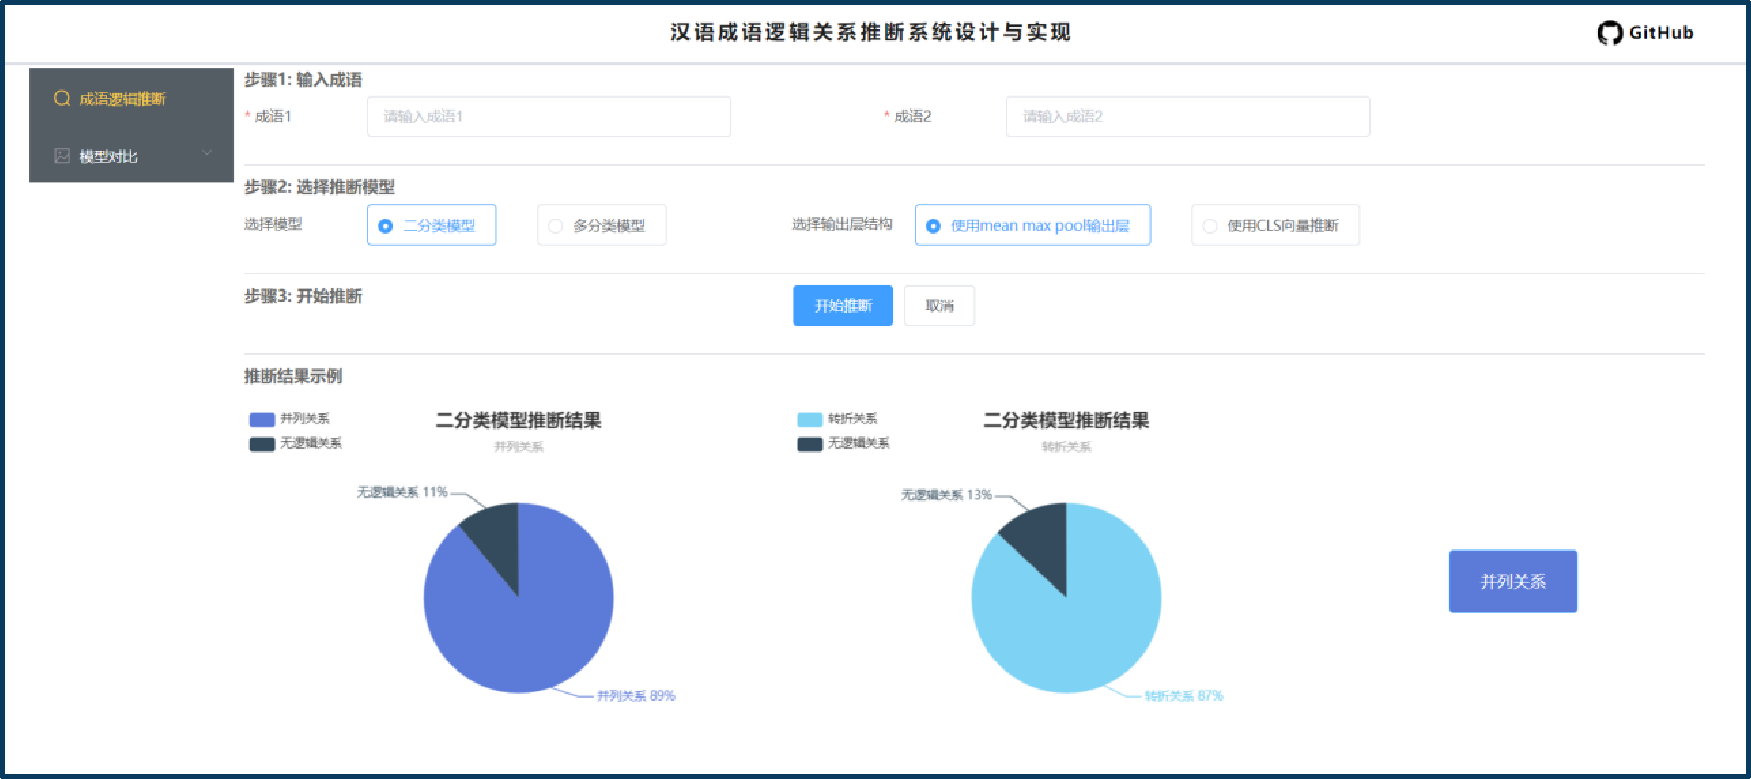 汉语成语逻辑关系推断系统设计与实现
GitHub
成语逻辑推断
模型对比
步骤1: 输入成语
* 成语1
请输入成语1
* 成语2
请输入成语2
步骤2: 选择推断模型
选择模型
二分类模型
多分类模型
选择输出层结构
使用mean max pool输出层
使用CLS向量推断
步骤3: 开始推断
开始推断
取消
推断结果示例
并列关系
无逻辑关系
二分类模型推断结果
并列关系
无逻辑关系 11%
并列关系 89%
转折关系
无逻辑关系
二分类模型推断结果
转折关系
无逻辑关系 13%
转折关系 87%
并列关系